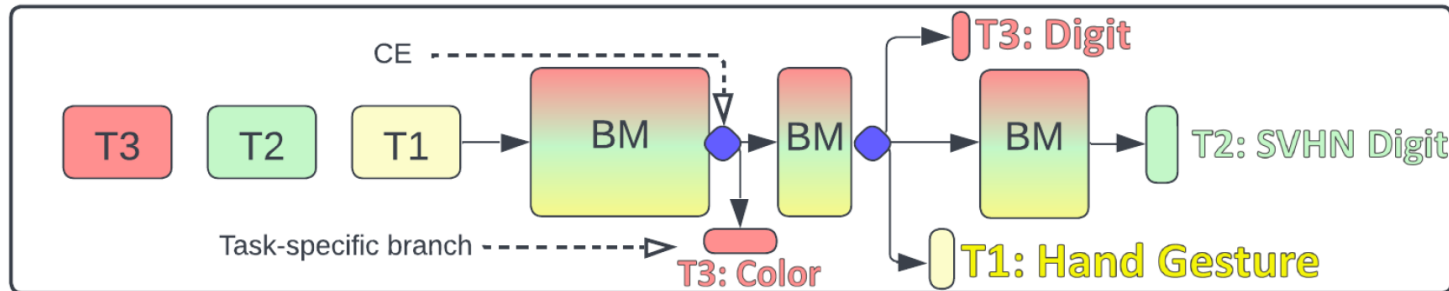 CE
T3: Digit
T3
T2
T1
BM
BM
BM
T2: SVHN Digit
Task-specific branch
T3: Color
T1: Hand Gesture